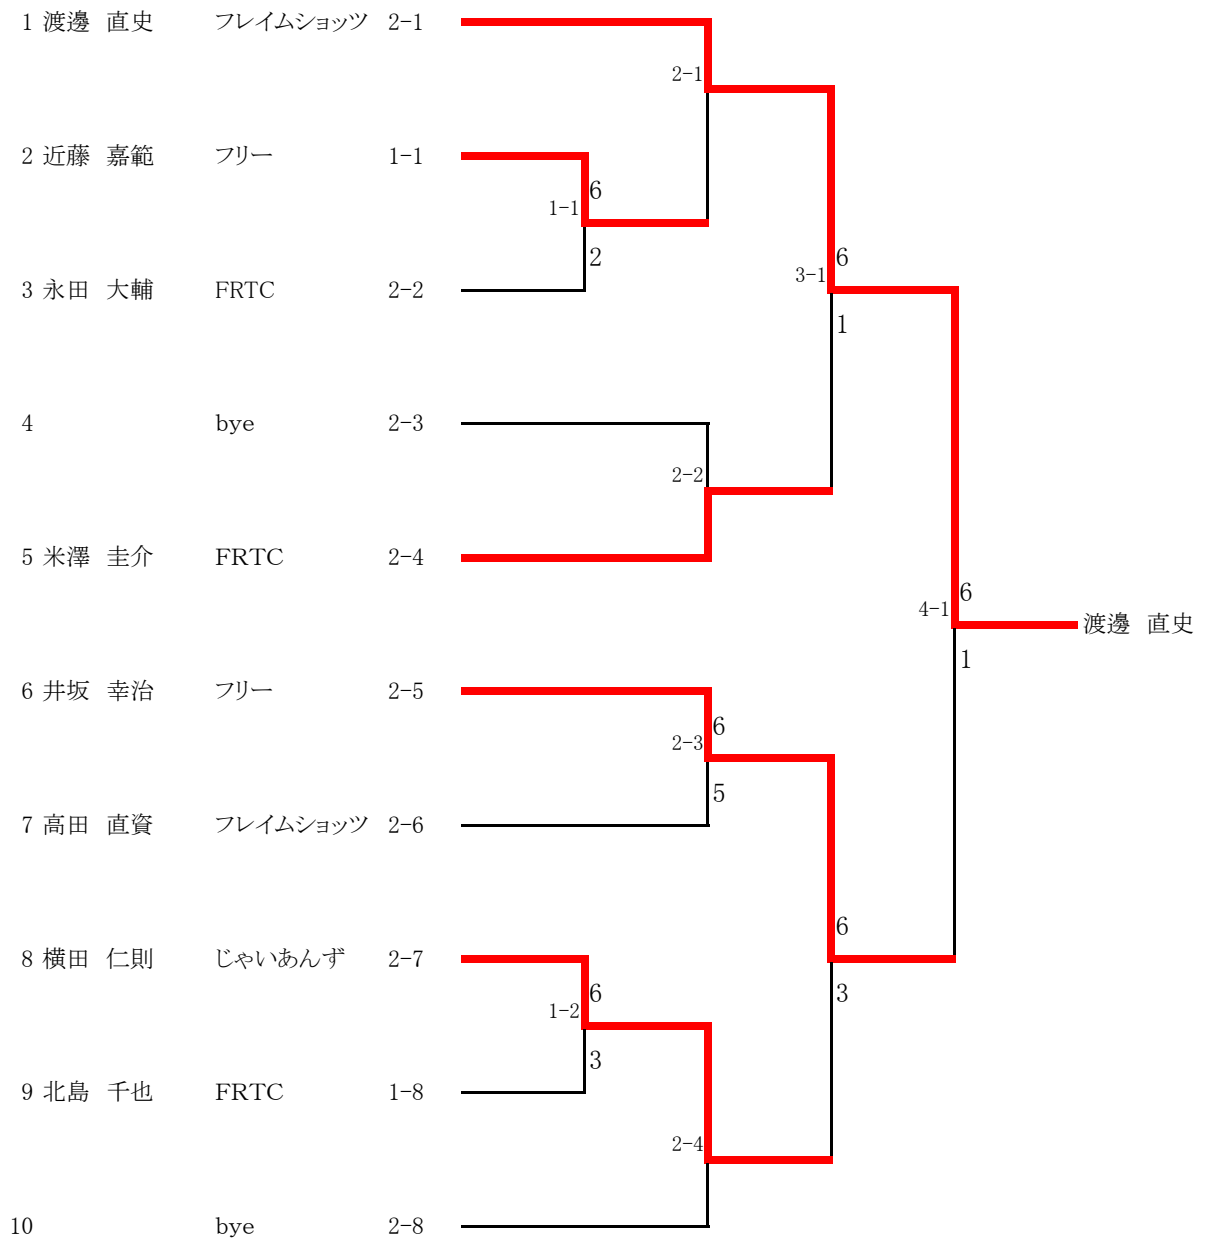 1 渡邊 直史 フレイムショッツ 2-1
2-1
2 近藤 嘉範 フリー 1-1
6
1-1
2
6
3-1
3 永田 大輔 FRTC 2-2
1
4 bye 2-3
2-2
5 米澤 圭介 FRTC 2-4
6
4-1
渡邊 直史
1
6 井坂 幸治 フリー 2-5
6
2-3
5
7 高田 直資 フレイムショッツ 2-6
6
8 横田 仁則 じゃいあんず 2-7
6
3
1-2
3
9 北島 千也 FRTC 1-8
2-4
10 bye 2-8